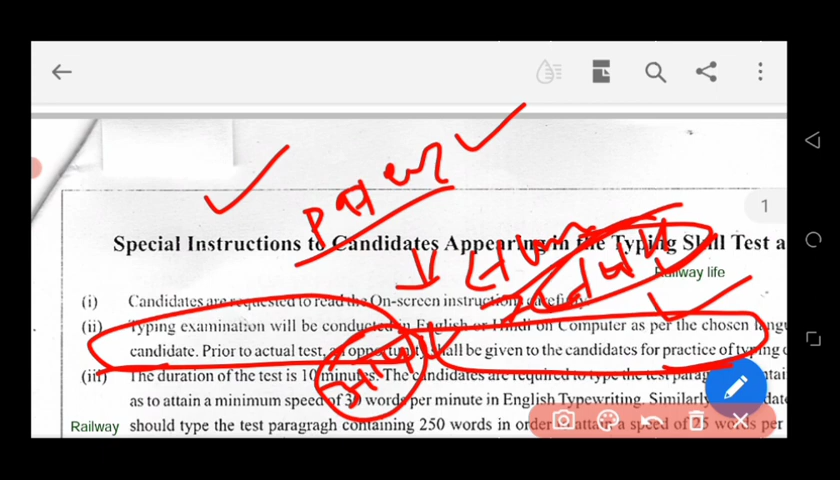 1
Special Instructions to Candidates Appearing in the Typing Skill Test a
Railway life
(i) Candidates are requested to read the On-screen instructions carefully
(ii) Typing examination will be conducted in English or Hindi on Computer as per the chosen langu
candidate. Prior to actual test, an opportunity shall be given to the candidates for practice of typing
(iii) The duration of the test is 10 minutes. The candidates are required to type the test
as to attain a minimum speed of 30 words per minute in English Typewriting. Similarly
Railway should type the test paragragh containing 250 words in order attain a speed of 25 words per